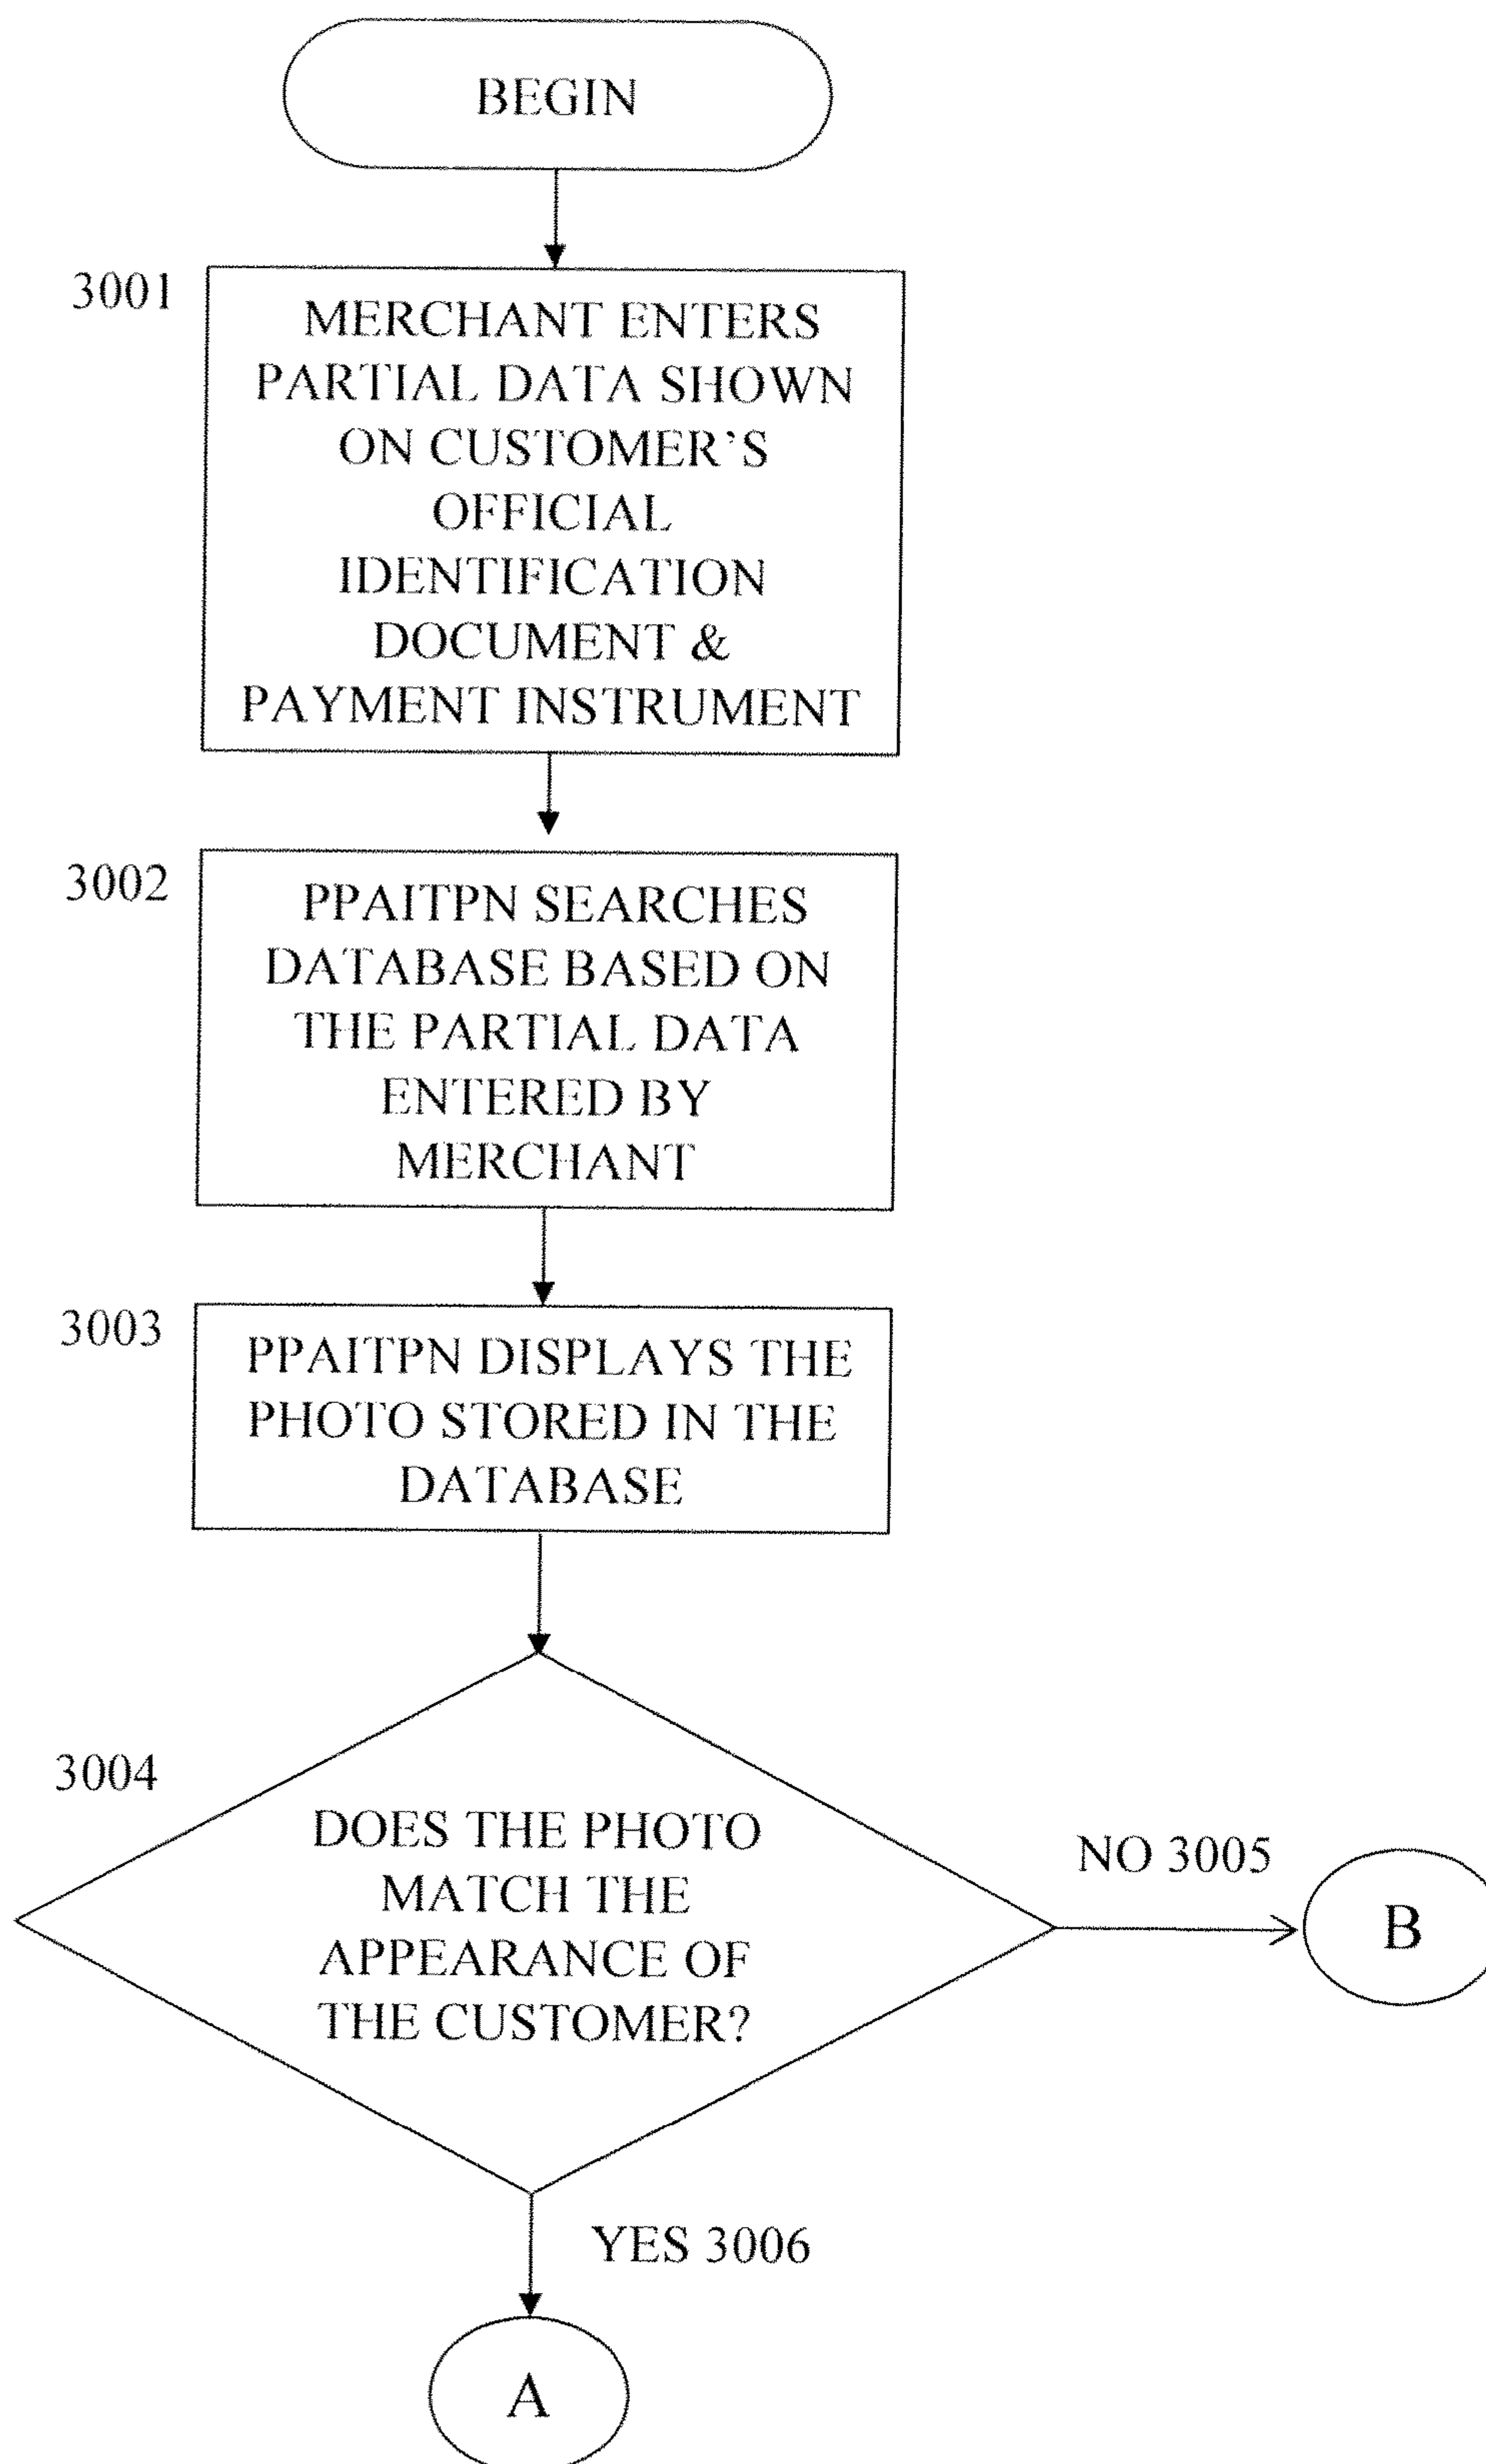 BEGIN
3001
MERCHANT ENTERS
PARTIAL DATA SHOWN
ON CUSTOMER'S
OFFICIAL
IDENTIFICATION
DOCUMENT &
PAYMENT INSTRUMENT
3002
PPAITPN SEARCHES
DATABASE BASED ON
THE PARTIAL DATA
ENTERED BY
MERCHANT
3003
PPAITPN DISPLAYS THE
PHOTO STORED IN THE
DATABASE
3004
DOES THE PHOTO
MATCH THE
APPEARANCE OF
THE CUSTOMER?
NO 3005
B
YES 3006
A